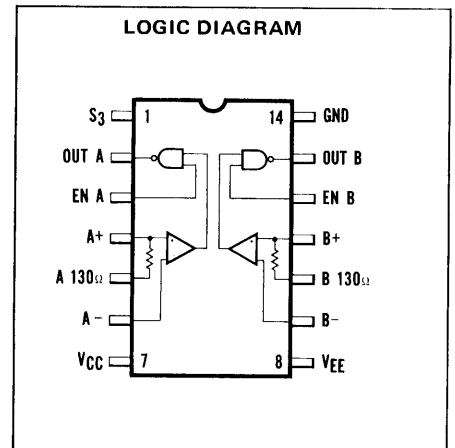 LOGIC DIAGRAM
S3 1 14 GND
OUT A OUT B
EN A EN B
A+ B+
A 130Ω B 130Ω
A- B-
VCC 7 8 VEE